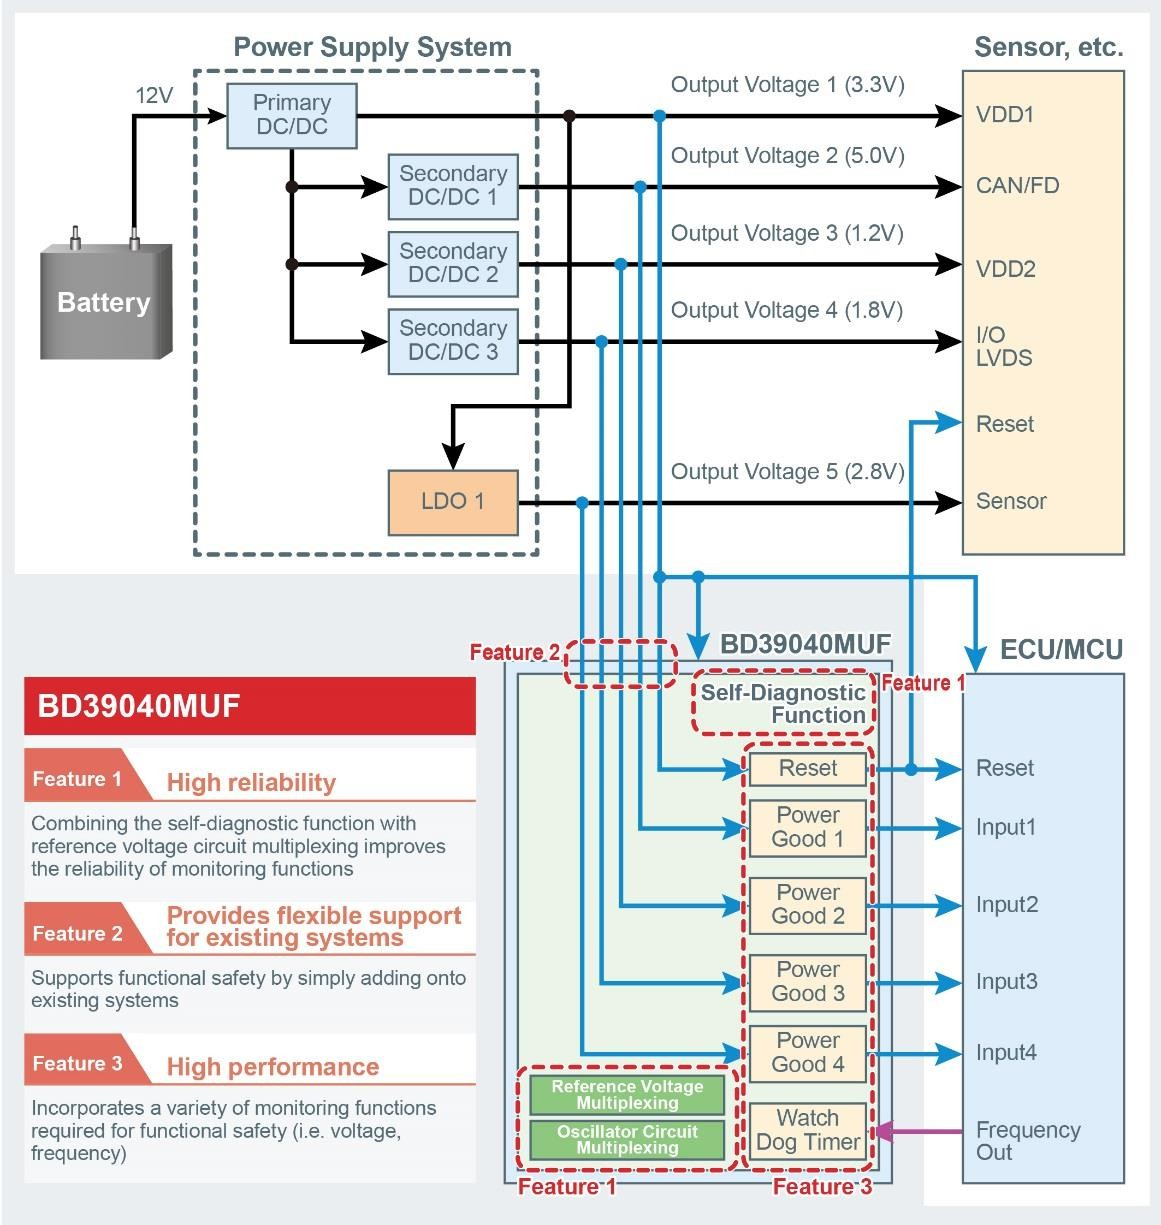 Power Supply System
Sensor, etc.
12V
Primary
DC/DC
Output Voltage 1 (3.3V)
VDD1
Secondary
DC/DC 1
Output Voltage 2 (5.0V)
CAN/FD
Secondary
DC/DC 2
Output Voltage 3 (1.2V)
VDD2
Battery
Secondary
DC/DC 3
Output Voltage 4 (1.8V)
I/O
LVDS
Reset
LDO 1
Output Voltage 5 (2.8V)
Sensor
Feature 2
BD39040MUF
ECU/MCU
Self-Diagnostic
Function
Feature 1
Reset
Reset
Power
Good 1
Input1
Power
Good 2
Input2
Power
Good 3
Input3
Power
Good 4
Input4
Reference Voltage
Multiplexing
Oscillator Circuit
Multiplexing
Watch
Dog Timer
Frequency
Out
Feature 1
Feature 3
BD39040MUF
Feature 1
High reliability
Combining the self-diagnostic function with
reference voltage circuit multiplexing improves
the reliability of monitoring functions
Feature 2
Provides flexible support
for existing systems
Supports functional safety by simply adding onto
existing systems
Feature 3
High performance
Incorporates a variety of monitoring functions
required for functional safety (i.e. voltage,
frequency)